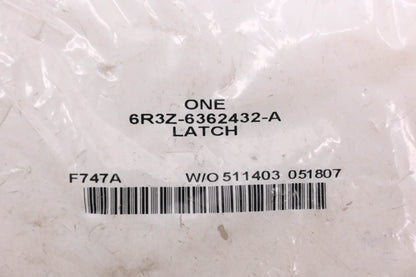 ONE
6R3Z-6362432-A
LATCH
F747A W/O 511403 051807